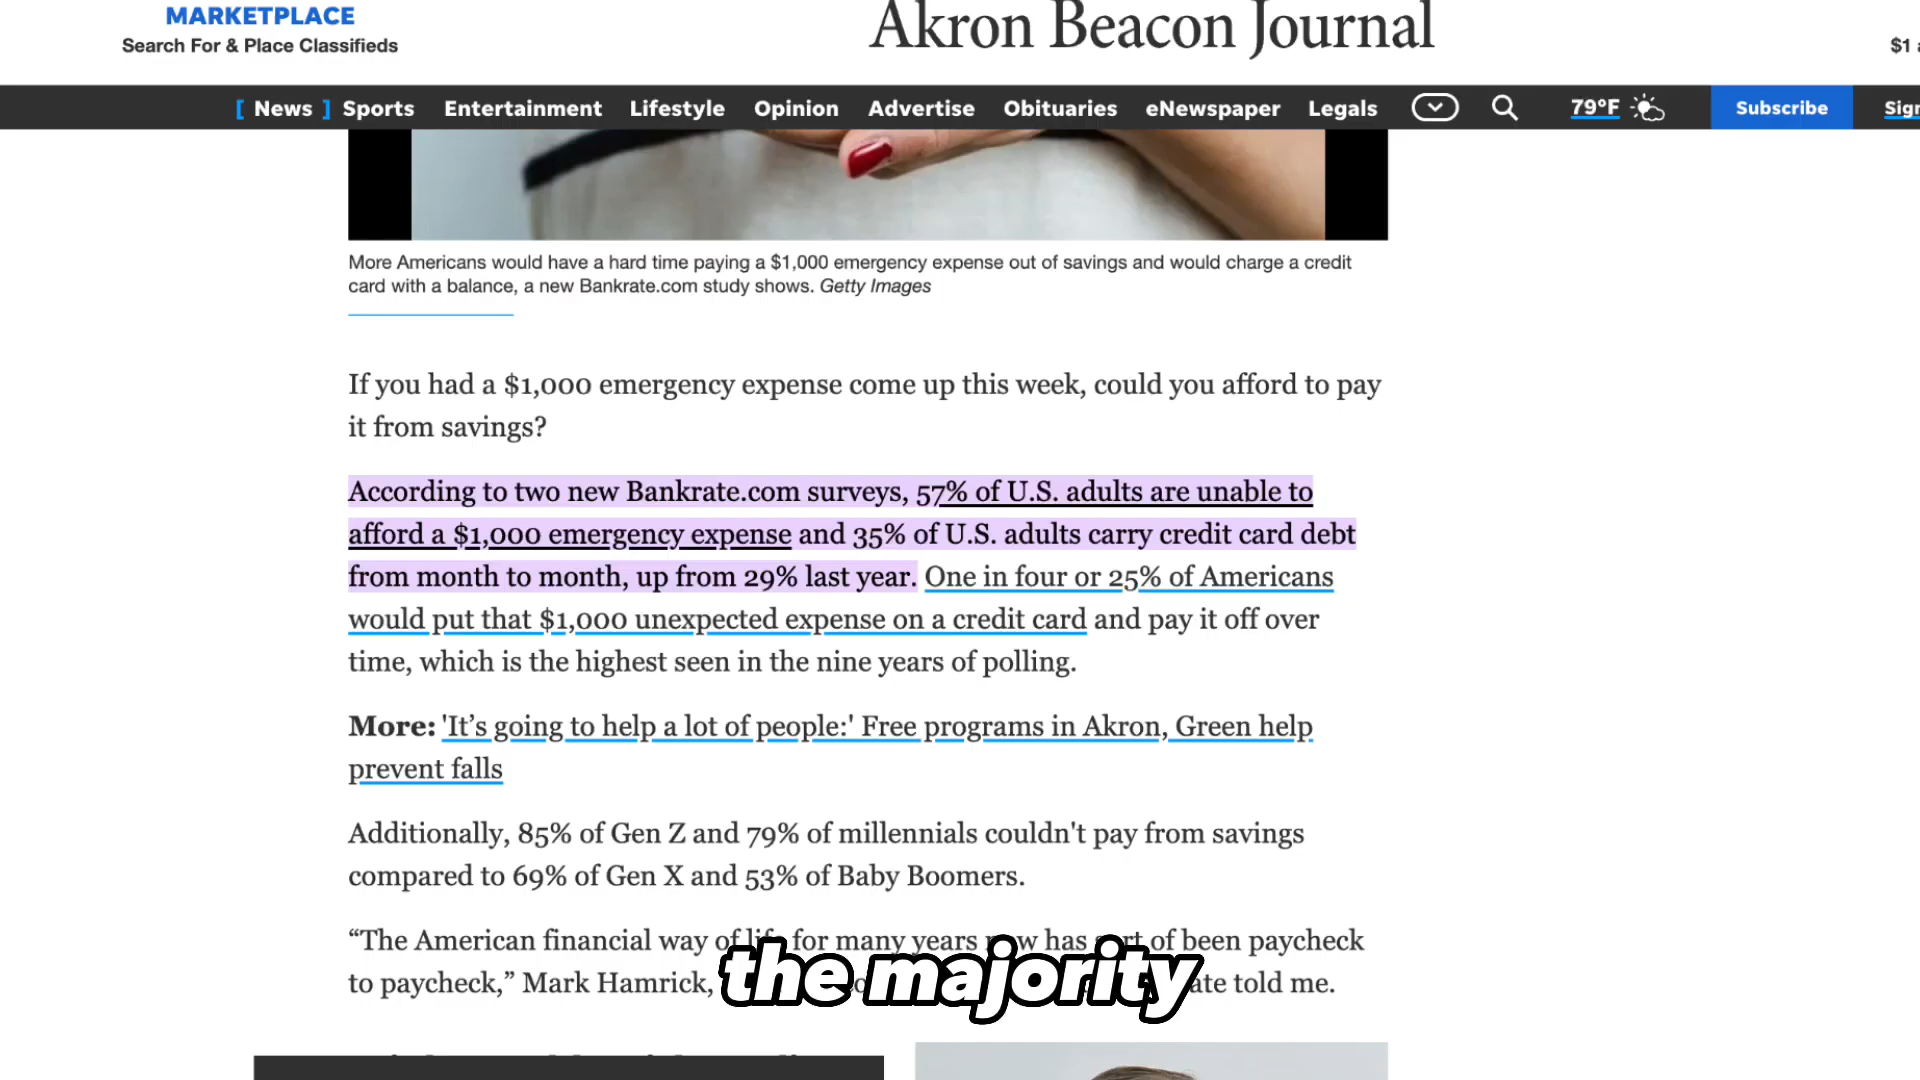 MARKETPLACE
Search For & Place Classifieds
Akron Beacon Journal
$1
[ News ] Sports Entertainment Lifestyle Opinion Advertise Obituaries eNewspaper Legals 79°F Subscribe Sign
More Americans would have a hard time paying a $1,000 emergency expense out of savings and would charge a credit
card with a balance, a new Bankrate.com study shows. Getty Images
If you had a $1,000 emergency expense come up this week, could you afford to pay
it from savings?
According to two new Bankrate.com surveys, 57% of U.S. adults are unable to
afford a $1,000 emergency expense and 35% of U.S. adults carry credit card debt
from month to month, up from 29% last year. One in four or 25% of Americans
would put that $1,000 unexpected expense on a credit card and pay it off over
time, which is the highest seen in the nine years of polling.
More: 'It’s going to help a lot of people:' Free programs in Akron, Green help
prevent falls
Additionally, 85% of Gen Z and 79% of millennials couldn't pay from savings
compared to 69% of Gen X and 53% of Baby Boomers.
“The American financial way of life for many years now has sort of been paycheck
to paycheck,” Mark Hamrick, told me.
the majority